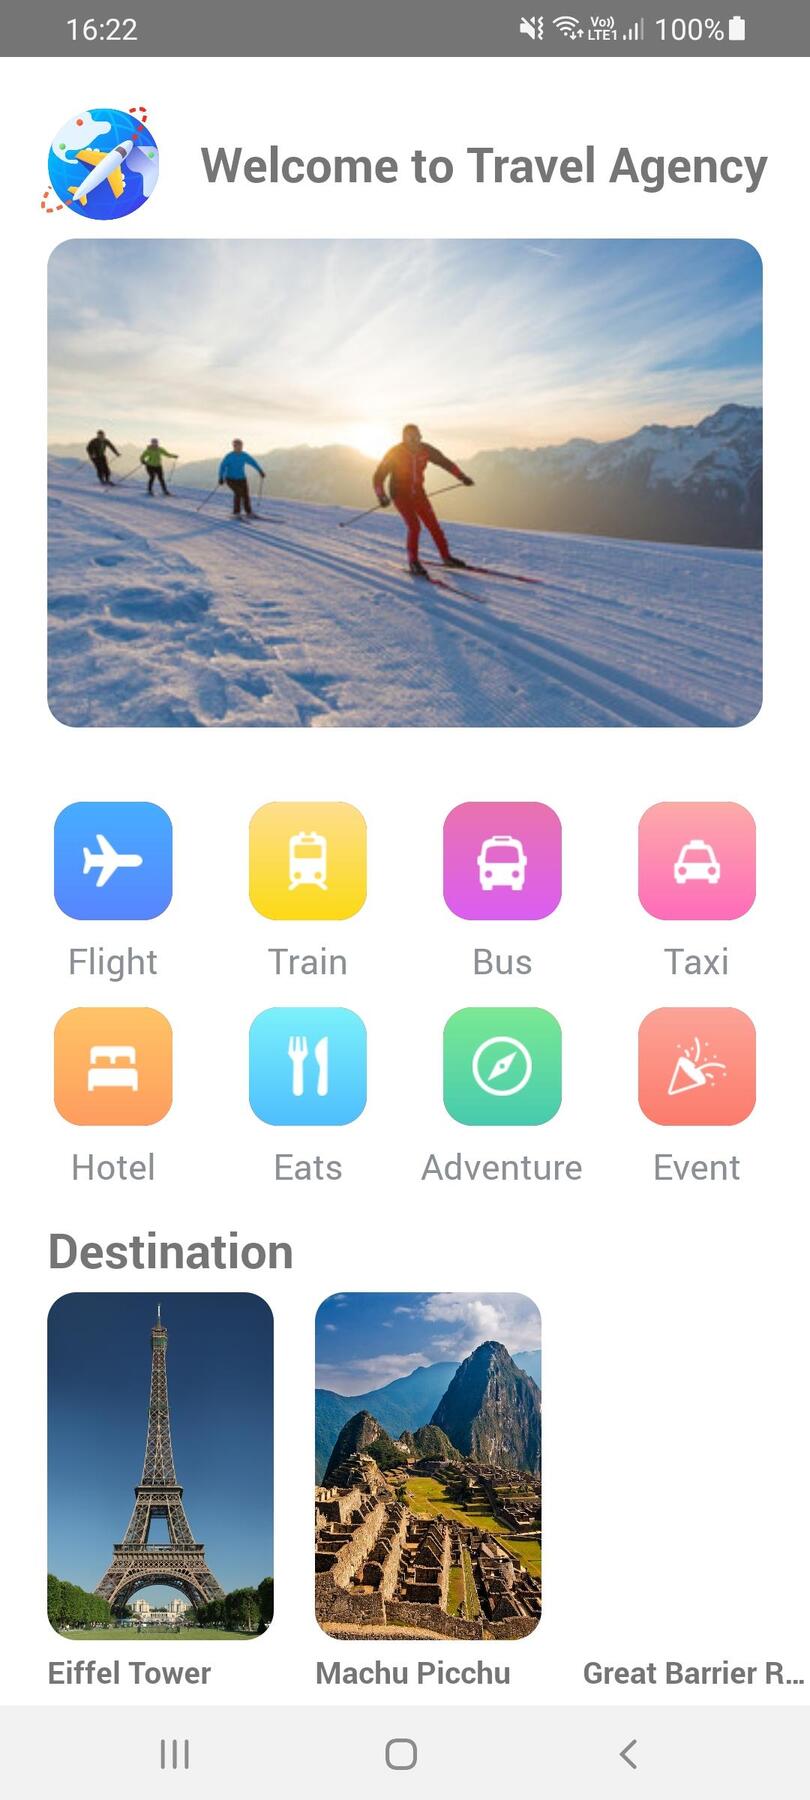 16:22 Vo)) LTE1 100%
Welcome to Travel Agency
Flight Train Bus Taxi
Hotel Eats Adventure Event
Destination
Eiffel Tower Machu Picchu Great Barrier R...